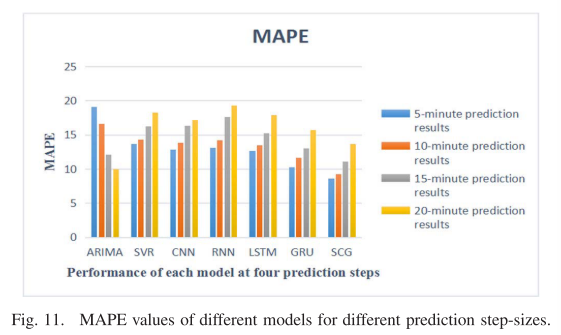 MAPE
25
20
15
10
5
0
MAPE
ARIMA SVR CNN RNN LSTM GRU SCG
Performance of each model at four prediction steps
5-minute prediction
results
10-minute prediction
results
15-minute prediction
results
20-minute prediction
results
Fig. 11. MAPE values of different models for different prediction step-sizes.